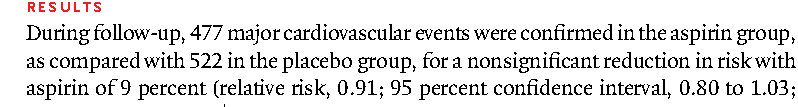 RESULTS
During follow-up, 477 major cardiovascular events were confirmed in the aspirin group,
as compared with 522 in the placebo group, for a nonsignificant reduction in risk with
aspirin of 9 percent (relative risk, 0.91; 95 percent confidence interval, 0.80 to 1.03;